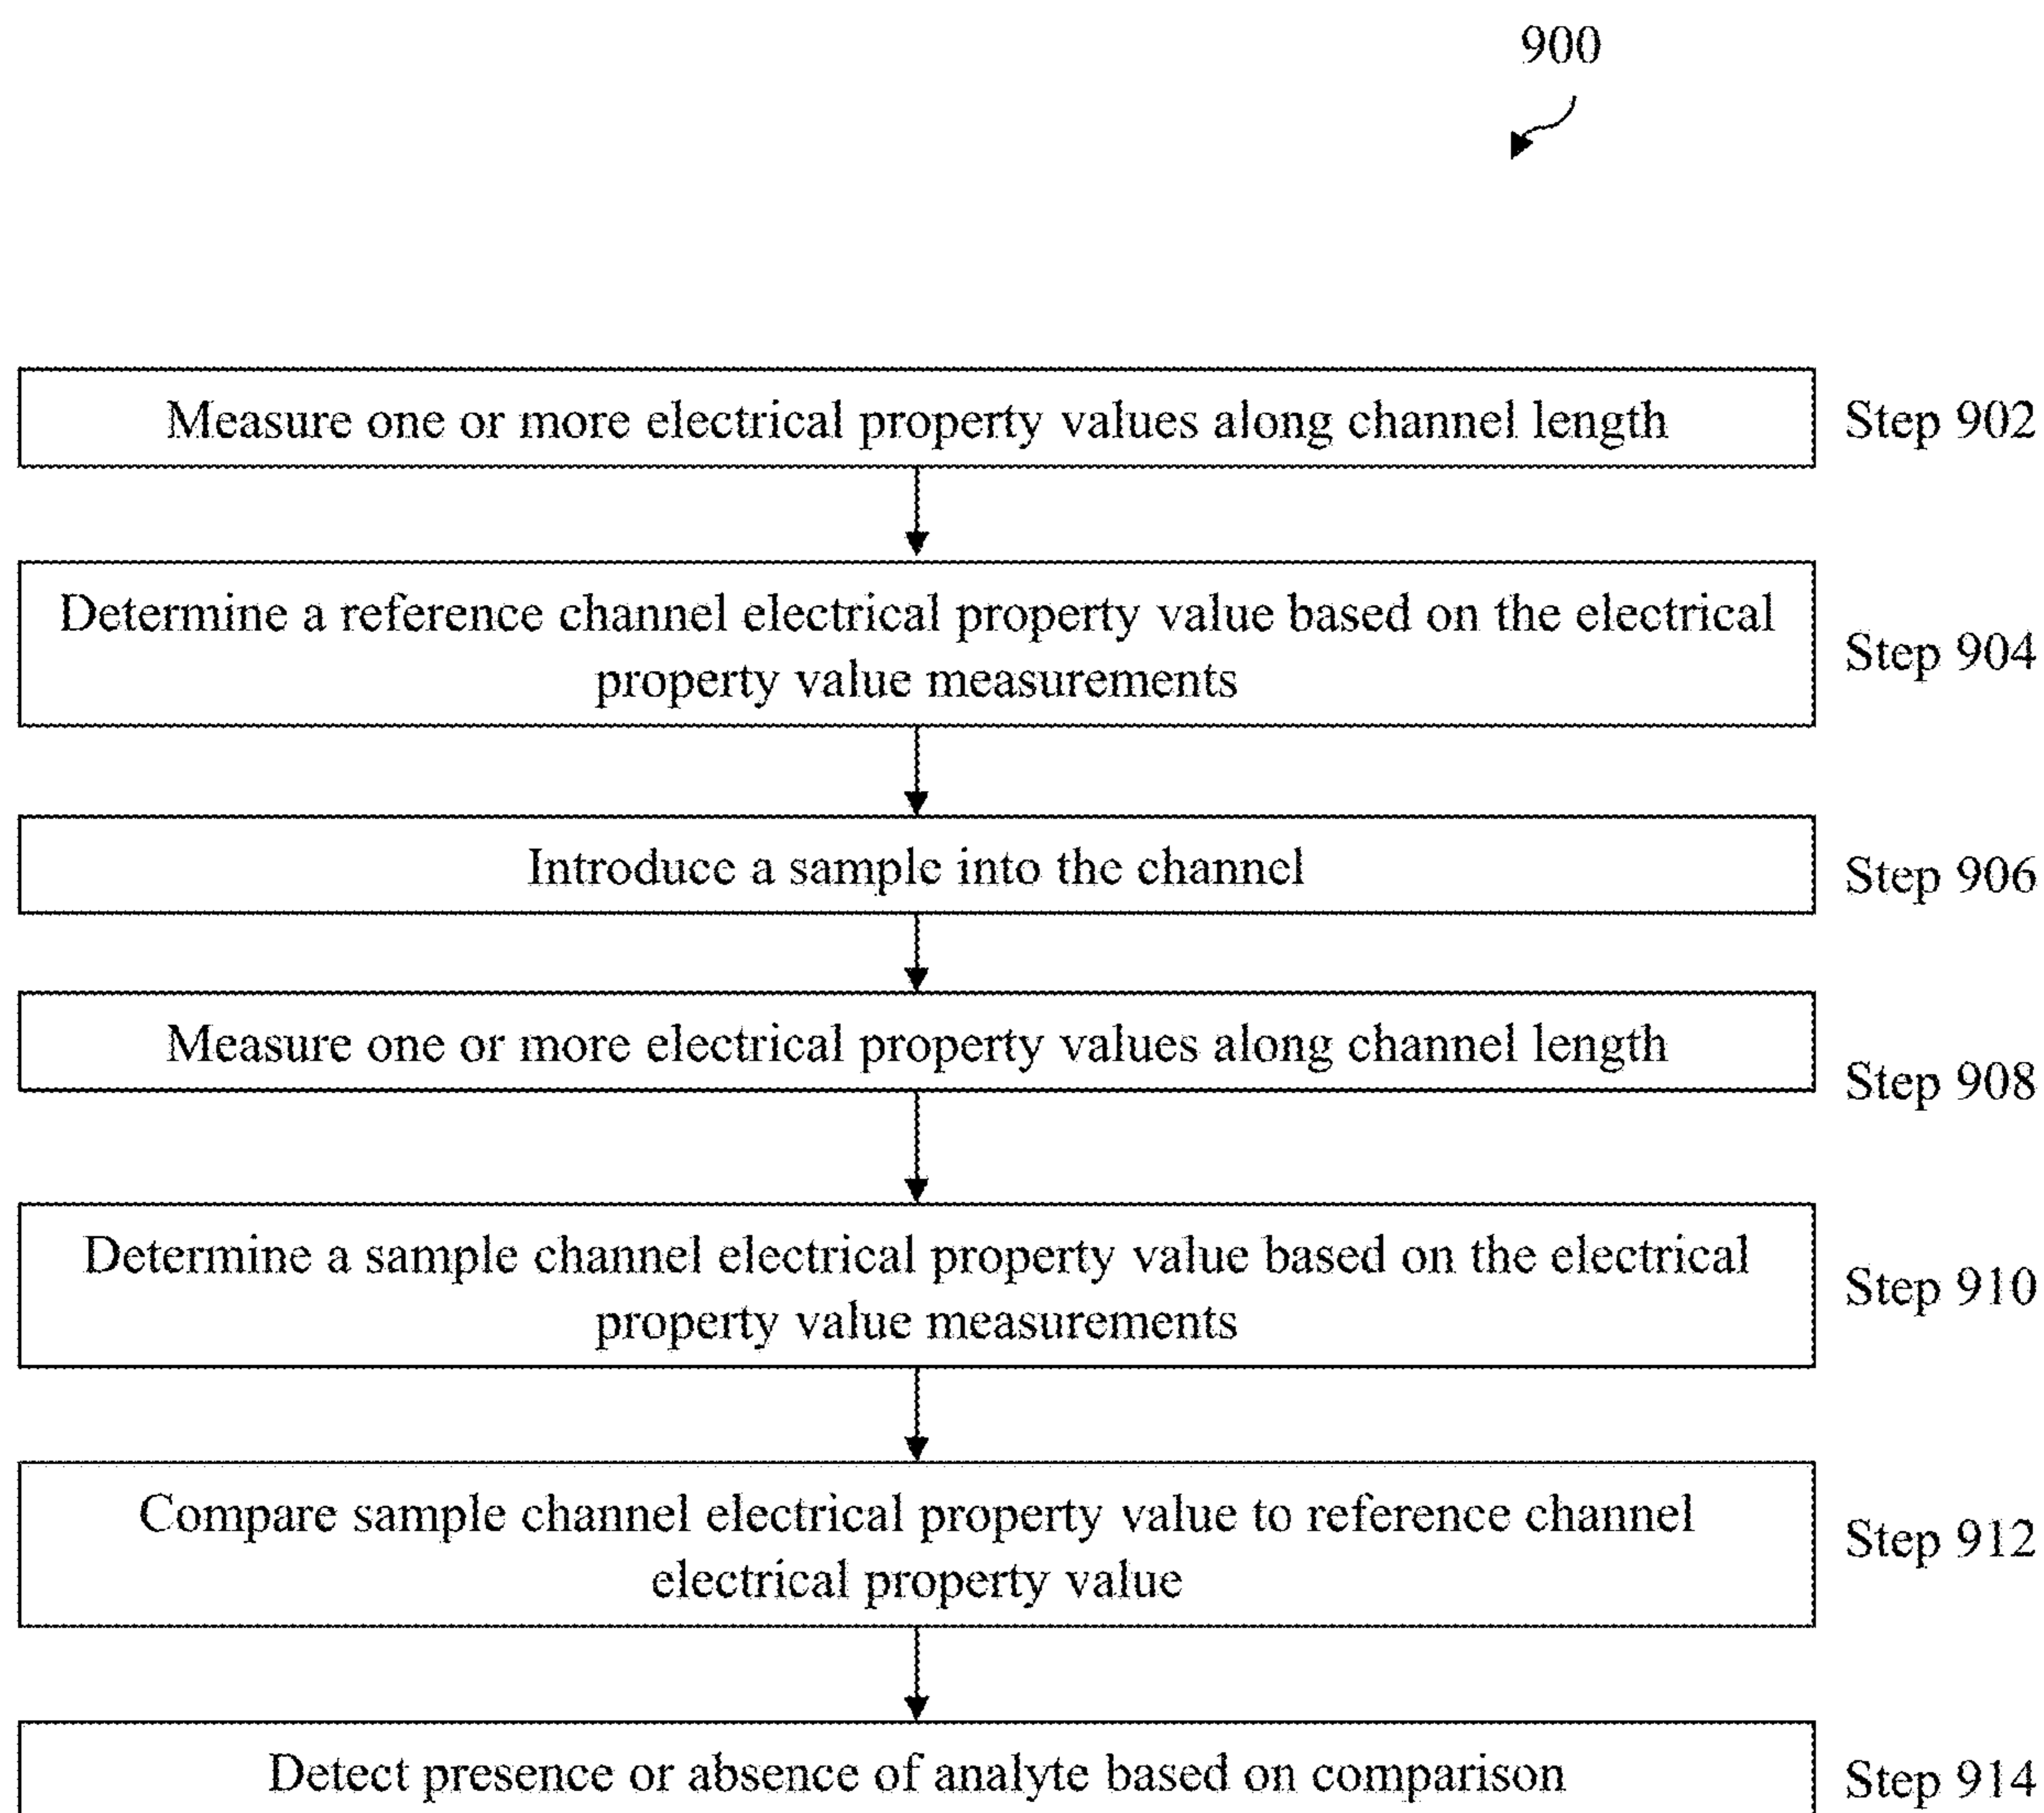 900
Measure one or more electrical property values along channel length
Step 902
Determine a reference channel electrical property value based on the electrical
property value measurements
Step 904
Introduce a sample into the channel
Step 906
Measure one or more electrical property values along channel length
Step 908
Determine a sample channel electrical property value based on the electrical
property value measurements
Step 910
Compare sample channel electrical property value to reference channel
electrical property value
Step 912
Detect presence or absence of analyte based on comparison
Step 914